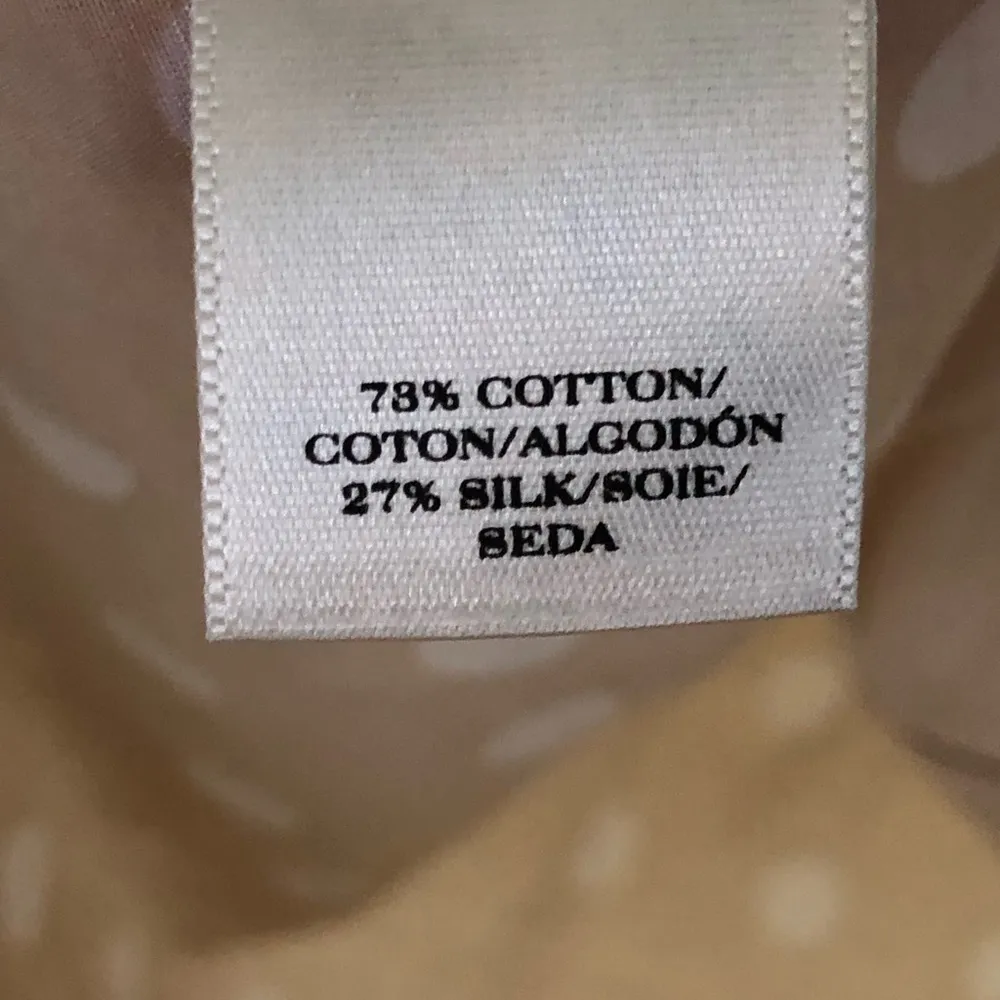 73% COTTON/
COTON/ALGODÓN
27% SILK/SOIE/
SEDA